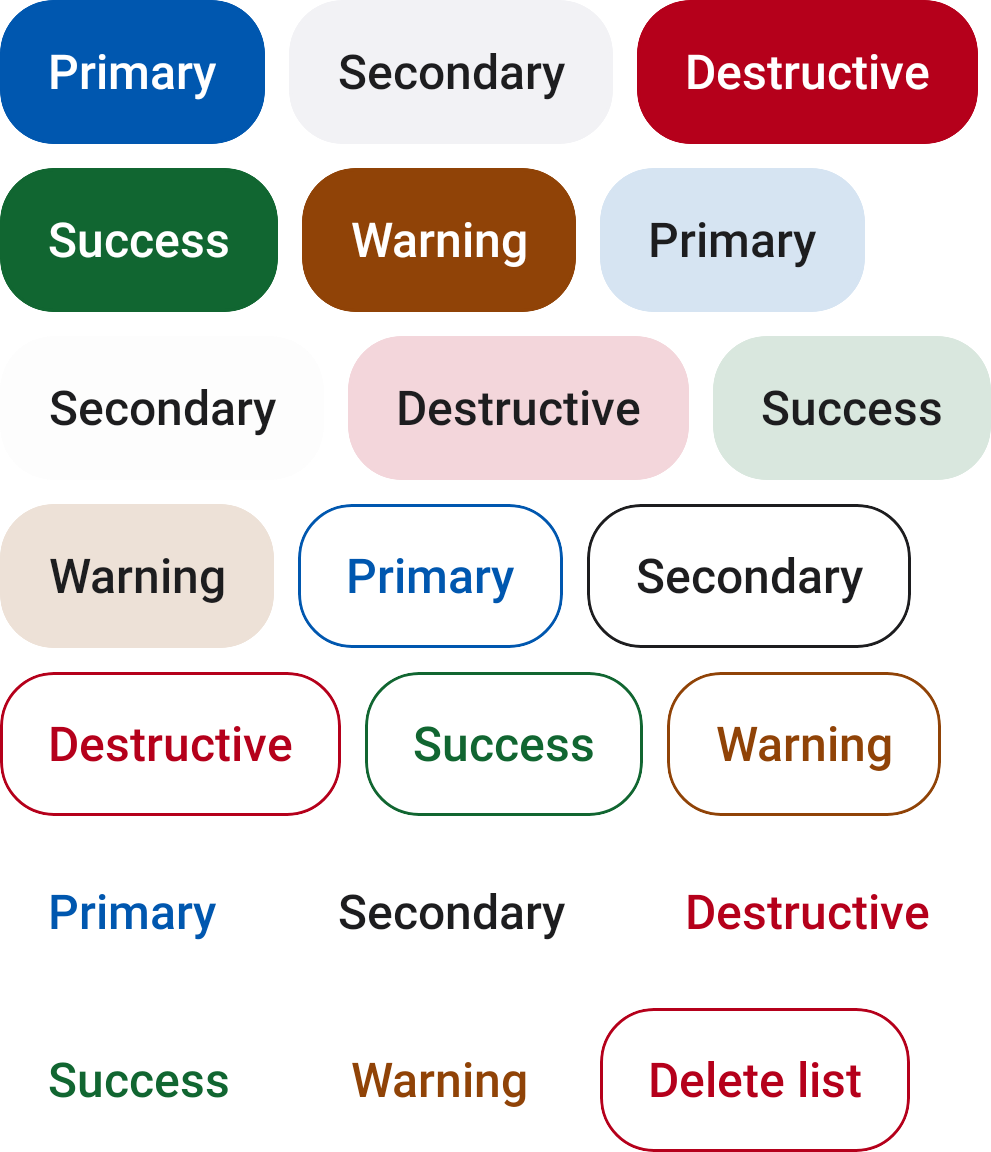 Primary Secondary Destructive
Success Warning Primary
Secondary Destructive Success
Warning Primary Secondary
Destructive Success Warning
Primary Secondary Destructive
Success Warning Delete list